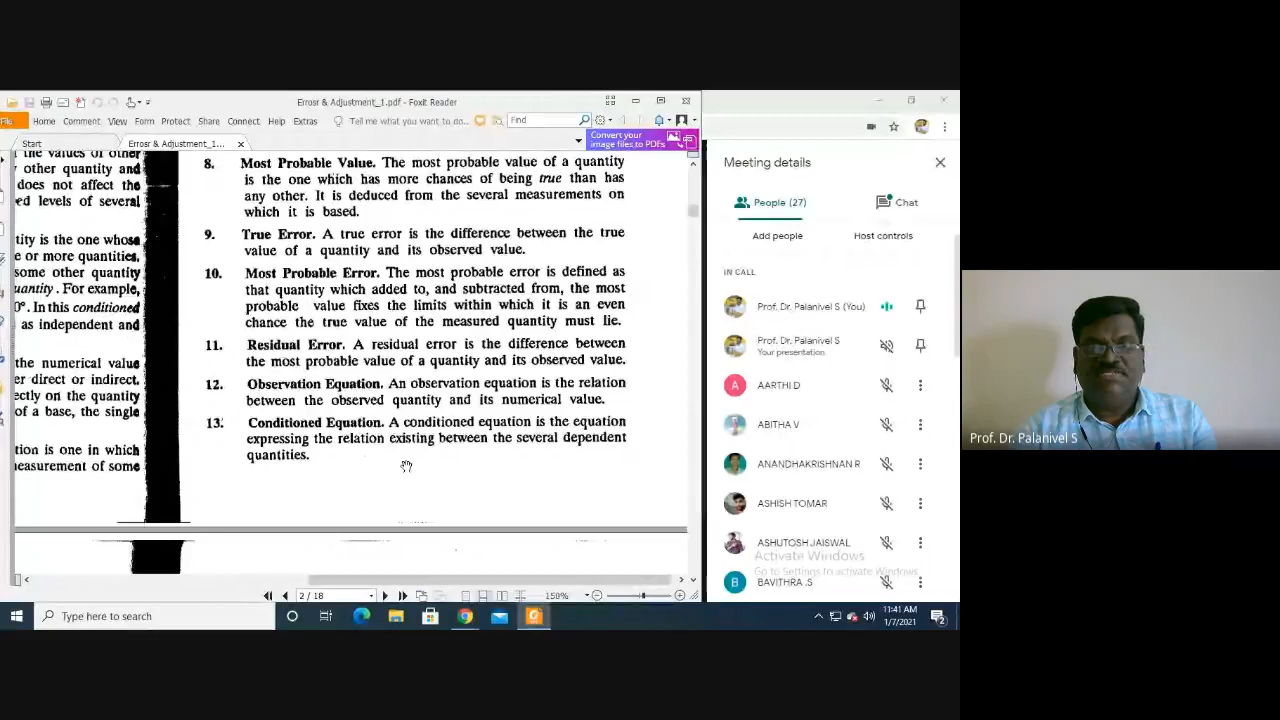 Errosr & Adjustment_1.pdf - Foxit Reader
File Home Comment View Form Protect Share Connect Help Extras Tell me what you want to do... Find
Start Errosr & Adjustment_1...
Convert your
image files to PDFs
the values of other
other quantity and
does not affect the
ed levels of several
tity is the one whose
e or more quantities,
some other quantity
uantity. For example,
0°. In this conditioned
as independent and
the numerical value
er direct or indirect.
ectly on the quantity
of a base, the single
tion is one in which
easurement of some
8. Most Probable Value. The most probable value of a quantity
is the one which has more chances of being true than has
any other. It is deduced from the several measurements on
which it is based.
9. True Error. A true error is the difference between the true
value of a quantity and its observed value.
10. Most Probable Error. The most probable error is defined as
that quantity which added to, and subtracted from, the most
probable value fixes the limits within which it is an even
chance the true value of the measured quantity must lie.
11. Residual Error. A residual error is the difference between
the most probable value of a quantity and its observed value.
12. Observation Equation. An observation equation is the relation
between the observed quantity and its numerical value.
13. Conditioned Equation. A conditioned equation is the equation
expressing the relation existing between the several dependent
quantities.
2 / 18
150%
Meeting details
People (27) Chat
Add people Host controls
IN CALL
Prof. Dr. Palanivel S (You)
Prof. Dr. Palanivel S
Your presentation
A AARTHI D
ABITHA V
ANANDHAKRISHNAN R
ASHISH TOMAR
ASHUTOSH JAISWAL
Activate Windows
Go to Settings to activate Windows
B BAVITHRA .S
Type here to search
11:41 AM
1/7/2021
2
Prof. Dr. Palanivel S